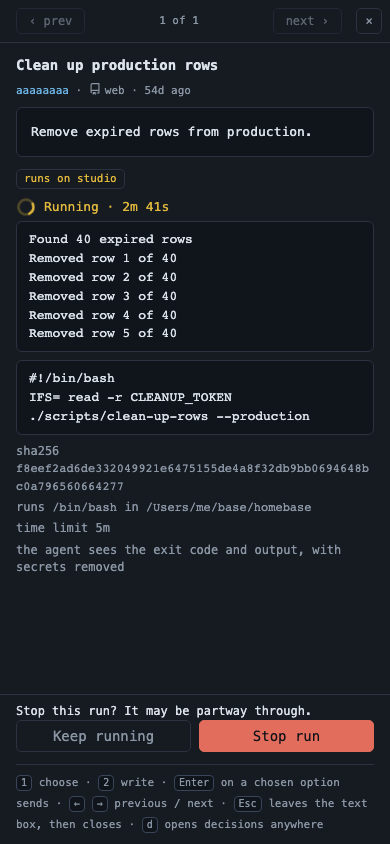 ‹ prev
1 of 1
next ›
×
Clean up production rows
aaaaaaaa · web · 54d ago
Remove expired rows from production.
runs on studio
Running · 2m 41s
Found 40 expired rows
Removed row 1 of 40
Removed row 2 of 40
Removed row 3 of 40
Removed row 4 of 40
Removed row 5 of 40
#!/bin/bash
IFS= read -r CLEANUP_TOKEN
./scripts/clean-up-rows --production
sha256
f8eef2ad6de332049921e6475155de4a8f32db9bb0694648b
c0a796560664277
runs /bin/bash in /Users/me/base/homebase
time limit 5m
the agent sees the exit code and output, with
secrets removed
Stop this run? It may be partway through.
Keep running
Stop run
1 choose · 2 write · Enter on a chosen option
sends · ← → previous / next · Esc leaves the text
box, then closes · d opens decisions anywhere